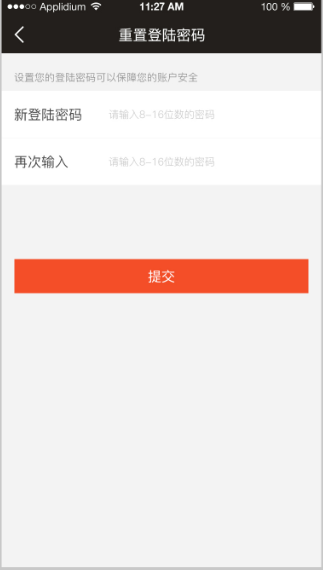 Applidium 11:27 AM 100 %
重置登陆密码
设置您的登陆密码可以保障您的账户安全
新登陆密码 请输入8-16位数的密码
再次输入 请输入8-16位数的密码
提交